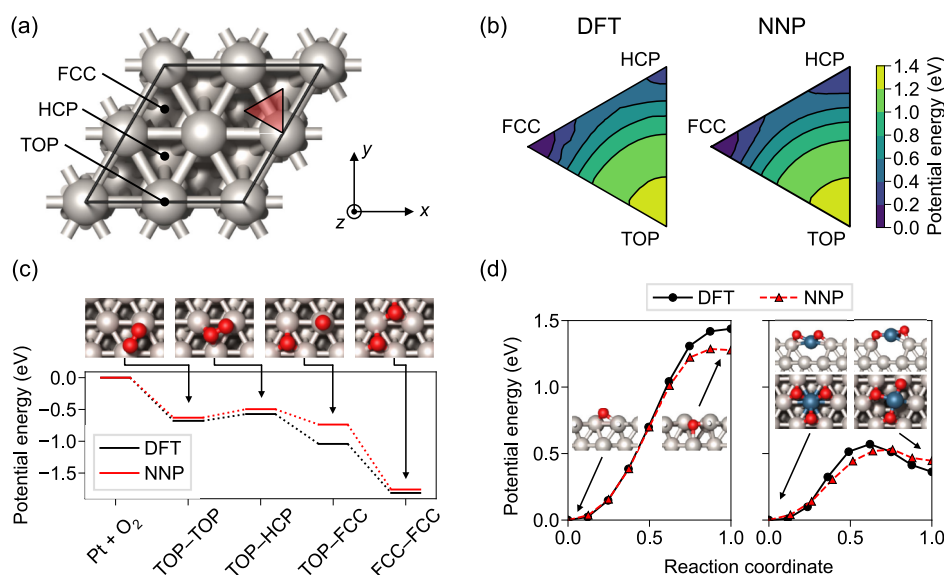 (a)
FCC
HCP
TOP
y
x
z
(b)
DFT
NNP
HCP
HCP
FCC
FCC
TOP
TOP
1.4
1.2
1.0
0.8
0.6
0.4
0.2
0.0
Potential energy (eV)
(c)
Potential energy (eV)
0.0
−0.5
−1.0
−1.5
DFT
NNP
Pt + O2
TOP–TOP
TOP–HCP
TOP–FCC
FCC–FCC
(d)
DFT
NNP
Potential energy (eV)
1.5
1.0
0.5
0.0
0.0
0.5
1.0
0.0
0.5
1.0
Reaction coordinate